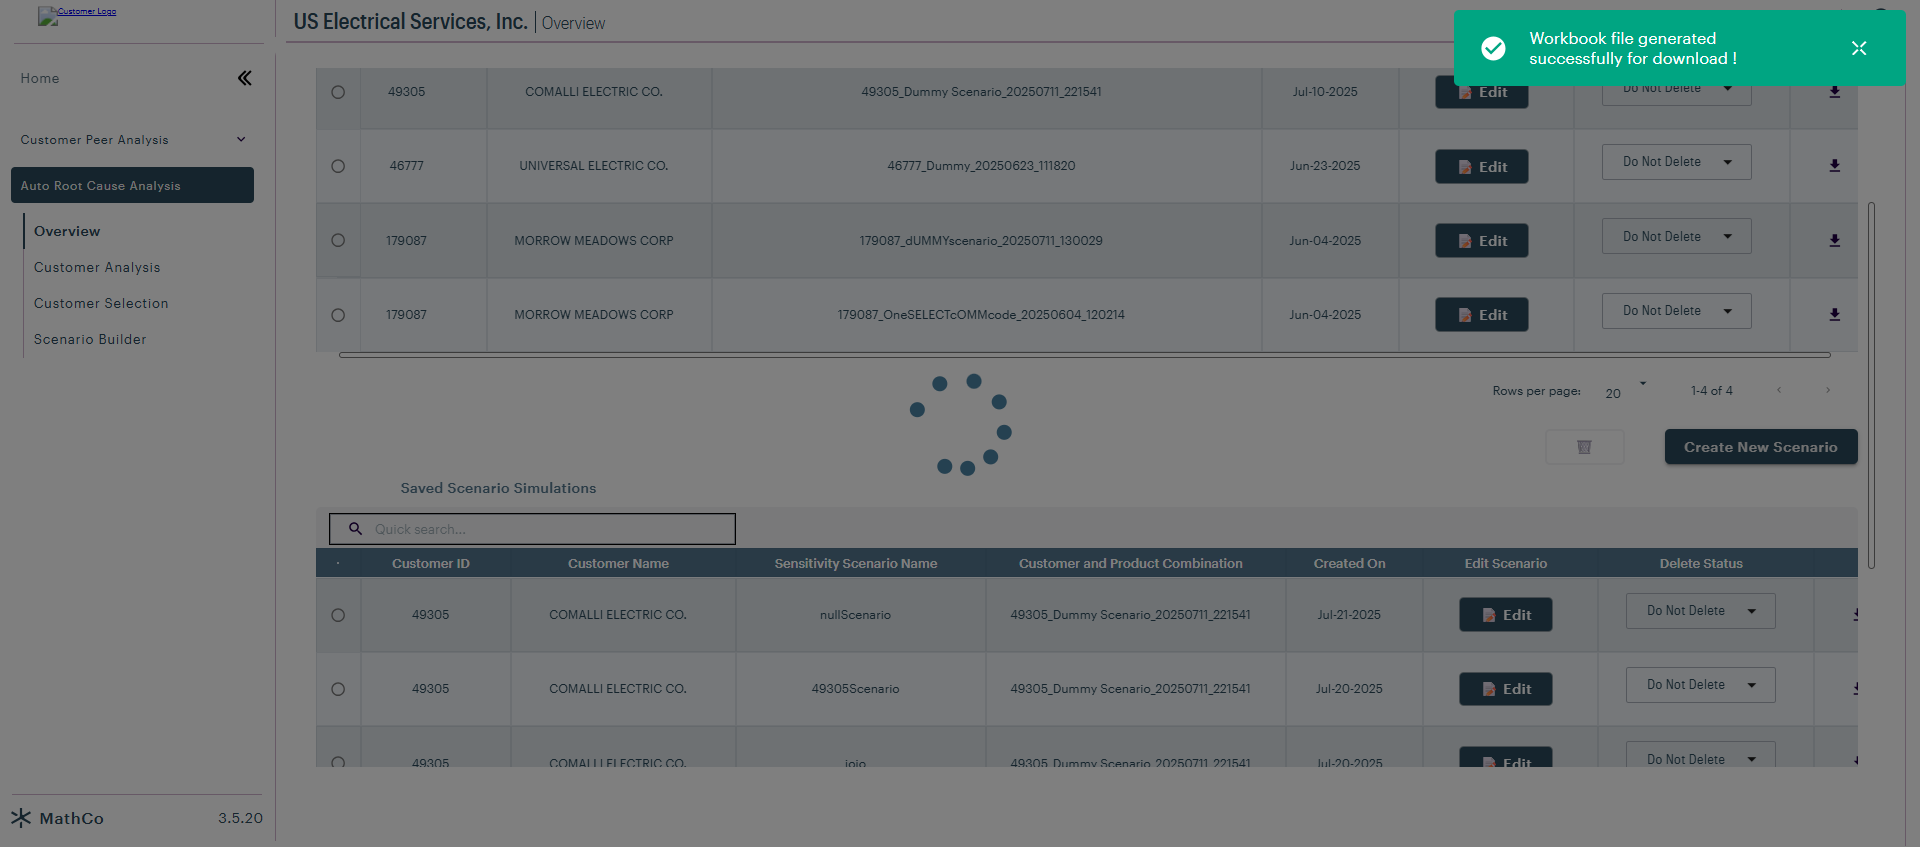 Customer Logo
US Electrical Services, Inc. | Overview
Workbook file generated
successfully for download !
Home
Customer Peer Analysis
Auto Root Cause Analysis
Overview
Customer Analysis
Customer Selection
Scenario Builder
49305 COMALLI ELECTRIC CO. 49305_Dummy Scenario_20250711_221541 Jul-10-2025 Edit Do Not Delete
46777 UNIVERSAL ELECTRIC CO. 46777_Dummy_20250623_111820 Jun-23-2025 Edit Do Not Delete
179087 MORROW MEADOWS CORP 179087_dUMMYscenario_20250711_130029 Jun-04-2025 Edit Do Not Delete
179087 MORROW MEADOWS CORP 179087_OneSELECTcOMMcode_20250604_120214 Jun-04-2025 Edit Do Not Delete
Rows per page: 20 1-4 of 4
Create New Scenario
Saved Scenario Simulations
Quick search...
Customer ID Customer Name Sensitivity Scenario Name Customer and Product Combination Created On Edit Scenario Delete Status
49305 COMALLI ELECTRIC CO. nullScenario 49305_Dummy Scenario_20250711_221541 Jul-21-2025 Edit Do Not Delete
49305 COMALLI ELECTRIC CO. 49305Scenario 49305_Dummy Scenario_20250711_221541 Jul-20-2025 Edit Do Not Delete
49305 COMALLI ELECTRIC CO. jojo 49305_Dummy Scenario_20250711_221541 Jul-20-2025 Edit Do Not Delete
MathCo 3.5.20